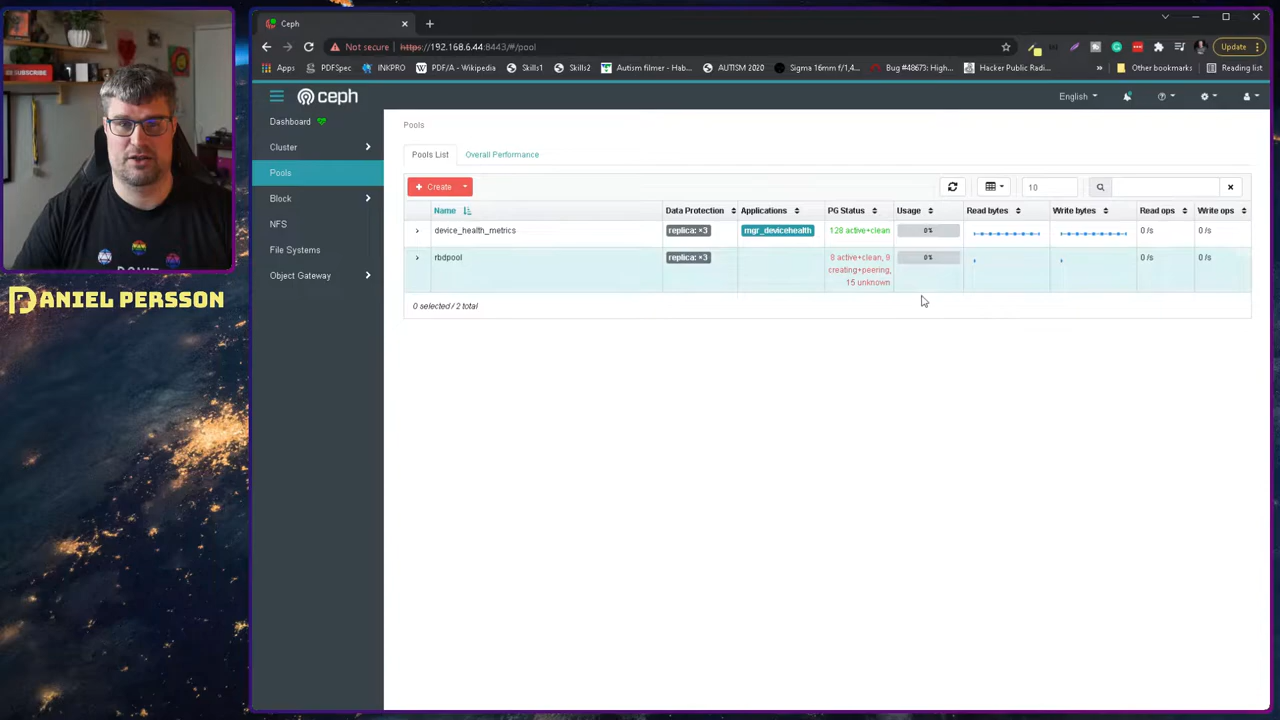 Ceph
Not secure https://192.168.6.44:8443/#/pool
Update
Apps PDFSpec INKPRO PDF/A - Wikipedia Skills1 Skills2 Autism filmer - Hab... AUTISM 2020 Sigma 16mm f/1,4... Bug #48673: High... Hacker Public Radi... » Other bookmarks Reading list
SUBSCRIBE
ceph
English
Dashboard
Cluster
Pools
Block
NFS
File Systems
Object Gateway
Pools
Pools List Overall Performance
+ Create 10
Name Data Protection Applications PG Status Usage Read bytes Write bytes Read ops Write ops
device_health_metrics replica: ×3 mgr_devicehealth 128 active+clean 0% 0 /s 0 /s
rbdpool replica: ×3 8 active+clean, 9 0% 0 /s 0 /s
creating+peering,
15 unknown
0 selected / 2 total
DANIEL PERSSON